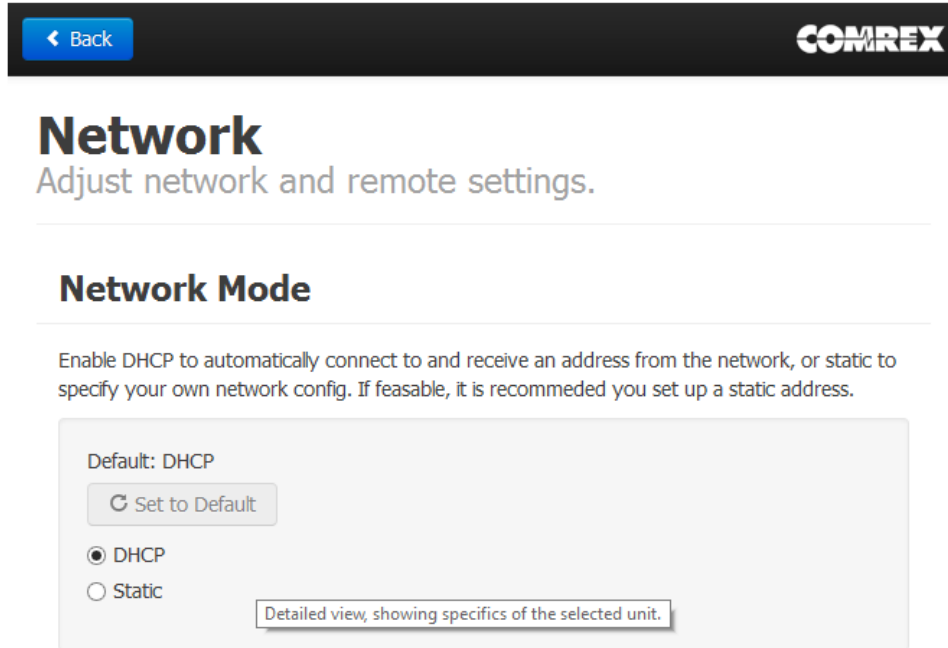 Back
COMREX
Network
Adjust network and remote settings.
Network Mode
Enable DHCP to automatically connect to and receive an address from the network, or static to
specify your own network config. If feasable, it is recommeded you set up a static address.
Default: DHCP
Set to Default
DHCP
Static
Detailed view, showing specifics of the selected unit.